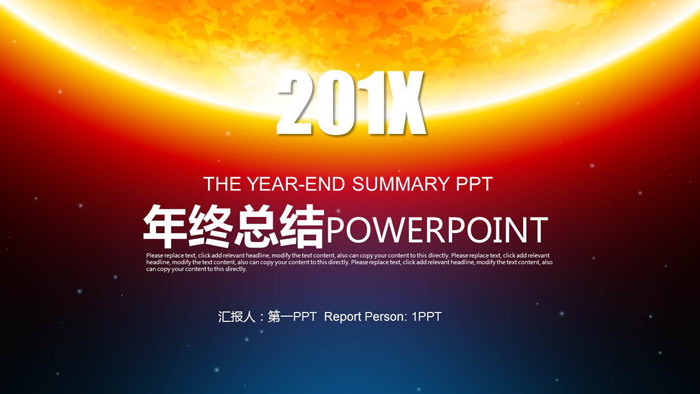 201X
THE YEAR-END SUMMARY PPT
年终总结POWERPOINT
Please replace text, click add relevant headline, modify the text content, also can copy your content to this directly. Please replace text, click add relevant
headline, modify the text content, also can copy your content to this directly. Please replace text, click add relevant headline, modify the text content, also
can copy your content to this directly.
汇报人：第一PPT  Report Person: 1PPT